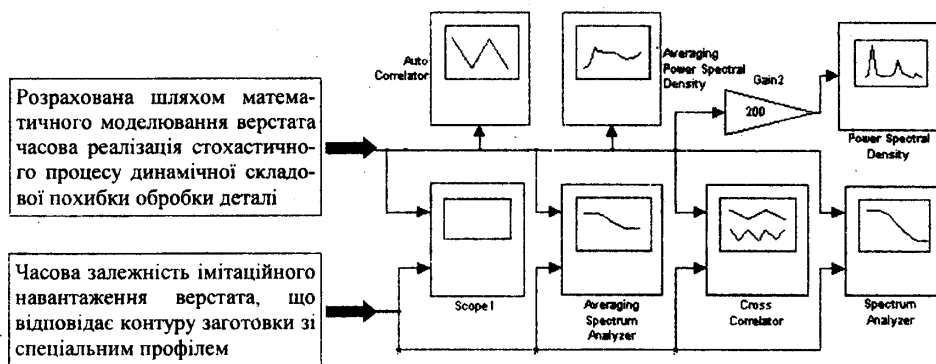 Розрахована шляхом матема-
тичного моделювання верстата
часова реалізація стохастично-
го процесу динамічної складо-
вої похибки обробки деталі
Auto
Correlator
Averaging
Power Spectral
Density
Gain2
200
Power Spectral
Density
Часова залежність імітаційного
навантаження верстата, що
відповідає контуру заготовки зі
спеціальним профілем
Scope1
Averaging
Spectrum
Analyzer
Cross
Correlator
Spectrum
Analyzer